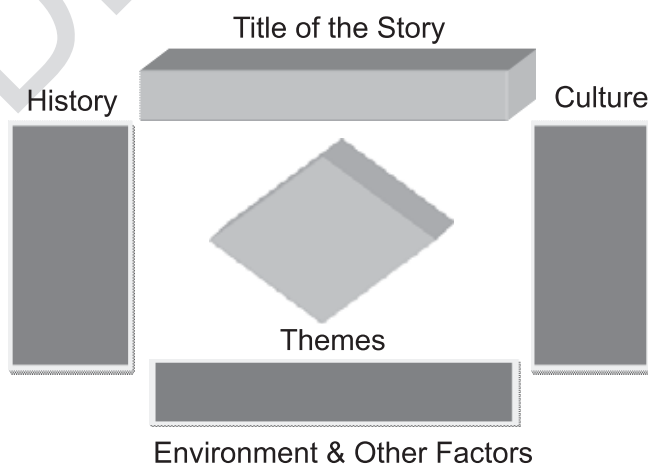 Title of the Story
History
Culture
Themes
Environment & Other Factors